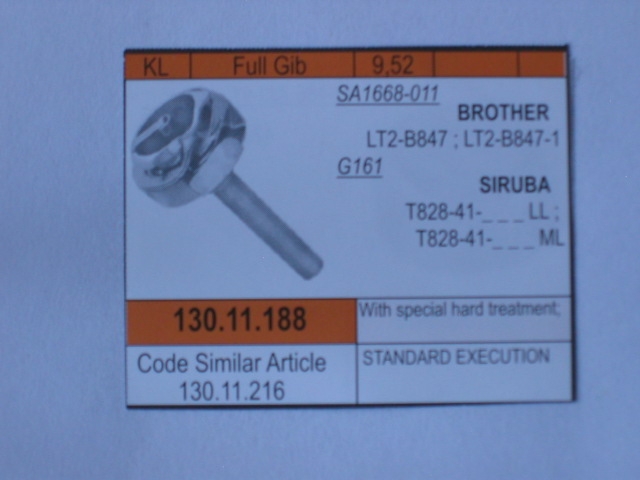 KL Full Gib 9,52
SA1668-011
BROTHER
LT2-B847 ; LT2-B847-1
G161
SIRUBA
T828-41-_ _ _ LL ;
T828-41-_ _ _ ML
130.11.188
With special hard treatment;
Code Similar Article
130.11.216
STANDARD EXECUTION